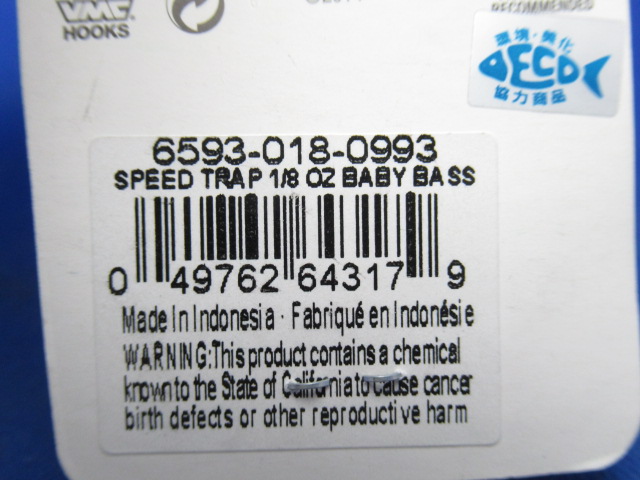 VMC
HOOKS
RECOMMENDED
環境・美化
DECO
協力商品
6593-018-0993
SPEED TRAP 1/8 OZ BABY BASS
0 49762 64317 9
Made In Indonesia · Fabriqué en Indonésie
WARNING:This product contains a chemical
known to the State of California to cause cancer
birth defects or other reproductive harm